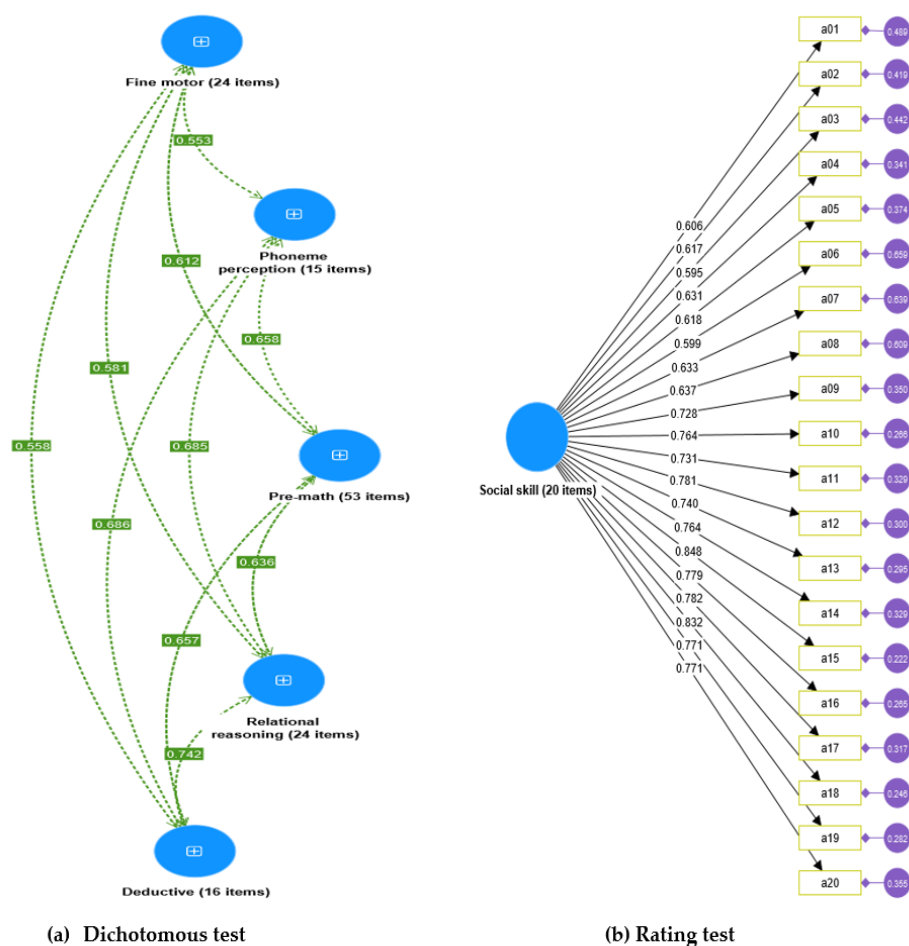 Fine motor (24 items)
0.553
Phoneme
perception (15 items)
0.612
0.658
0.581
0.558
0.685
0.686
Pre-math (53 items)
0.636
0.657
Relational
reasoning (24 items)
0.742
Deductive (16 items)
(a) Dichotomous test
Social skill (20 items)
0.606
0.617
0.595
0.631
0.618
0.599
0.633
0.637
0.728
0.764
0.731
0.781
0.740
0.764
0.848
0.779
0.782
0.832
0.771
0.771
a01 0.489
a02 0.419
a03 0.442
a04 0.341
a05 0.374
a06 0.659
a07 0.639
a08 0.609
a09 0.350
a10 0.266
a11 0.329
a12 0.300
a13 0.295
a14 0.329
a15 0.222
a16 0.265
a17 0.317
a18 0.246
a19 0.282
a20 0.355
(b) Rating test